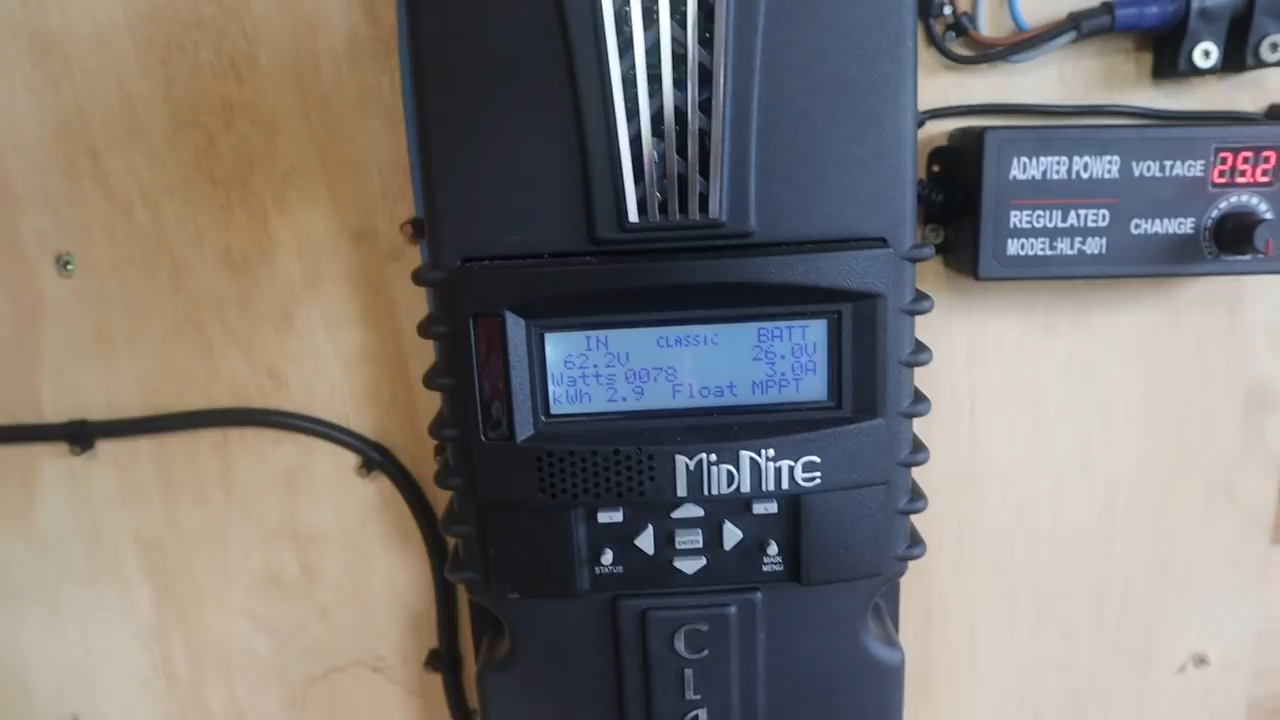 ADAPTER POWER VOLTAGE 25.2
REGULATED CHANGE
MODEL:HLF-001
IN CLASSIC BATT
62.2V 26.0V
Watts 0078 3.0A
kWh 2.9 Float MPPT
MIDNITE
ENTER
STATUS
MAIN
MENU
Cla